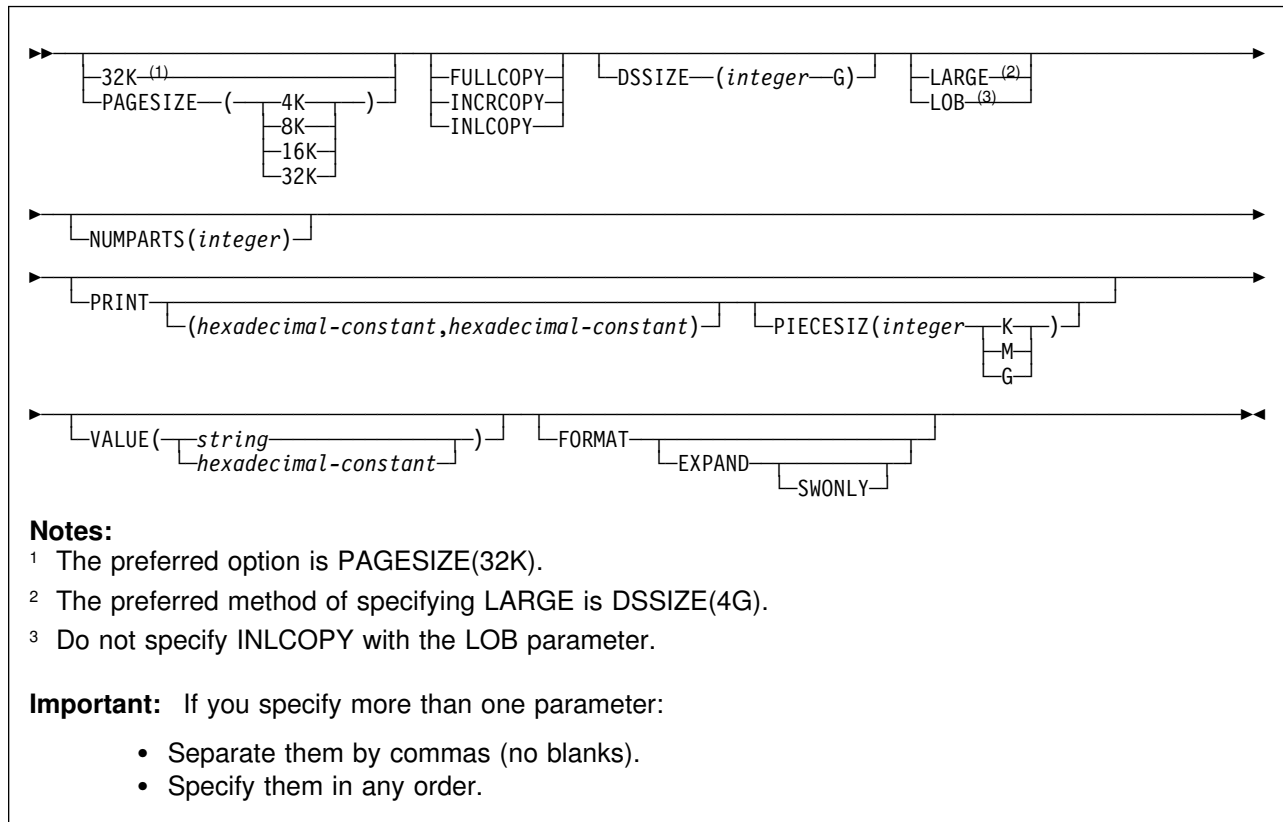 32K (1)
PAGESIZE ( 4K )
8K
16K
32K
FULLCOPY
INCRCOPY
INLCOPY
DSSIZE (integer G)
LARGE (2)
LOB (3)
NUMPARTS(integer)
PRINT
(hexadecimal-constant,hexadecimal-constant)
PIECESIZ(integer K )
M
G
VALUE( string )
hexadecimal-constant
FORMAT
EXPAND
SWONLY
Notes:
1 The preferred option is PAGESIZE(32K).
2 The preferred method of specifying LARGE is DSSIZE(4G).
3 Do not specify INLCOPY with the LOB parameter.
Important: If you specify more than one parameter:
• Separate them by commas (no blanks).
• Specify them in any order.